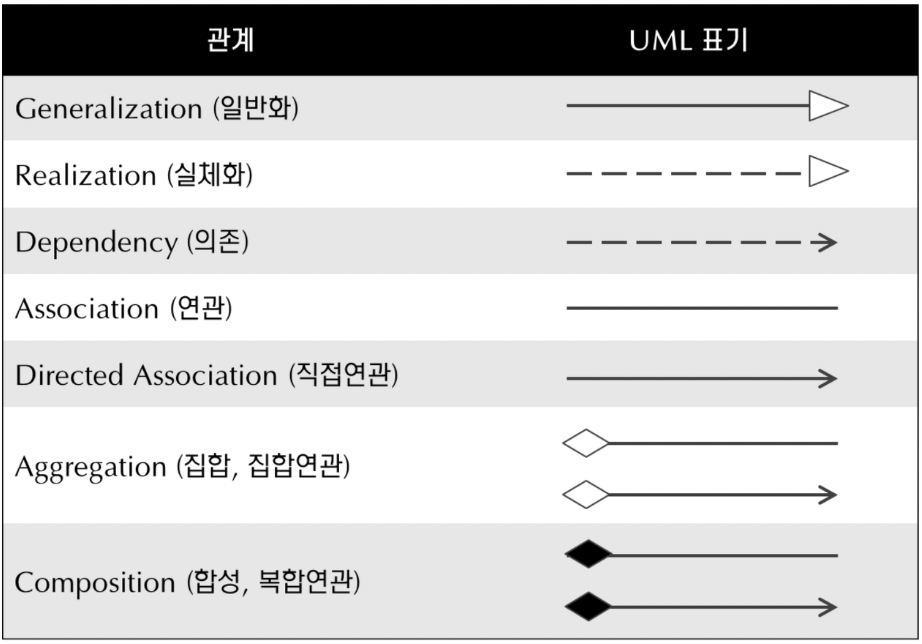 관계 UML 표기
Generalization (일반화)
Realization (실체화)
Dependency (의존)
Association (연관)
Directed Association (직접연관)
Aggregation (집합, 집합연관)
Composition (합성, 복합연관)